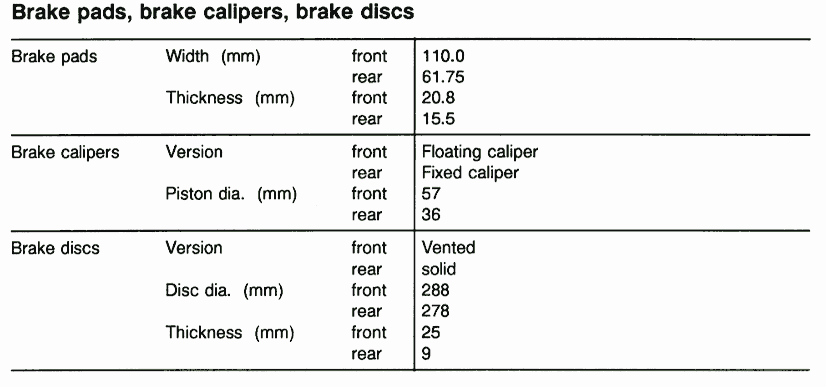 Brake pads, brake calipers, brake discs
Brake pads Width (mm) front 110.0
rear 61.75
Thickness (mm) front 20.8
rear 15.5
Brake calipers Version front Floating caliper
rear Fixed caliper
Piston dia. (mm) front 57
rear 36
Brake discs Version front Vented
rear solid
Disc dia. (mm) front 288
rear 278
Thickness (mm) front 25
rear 9